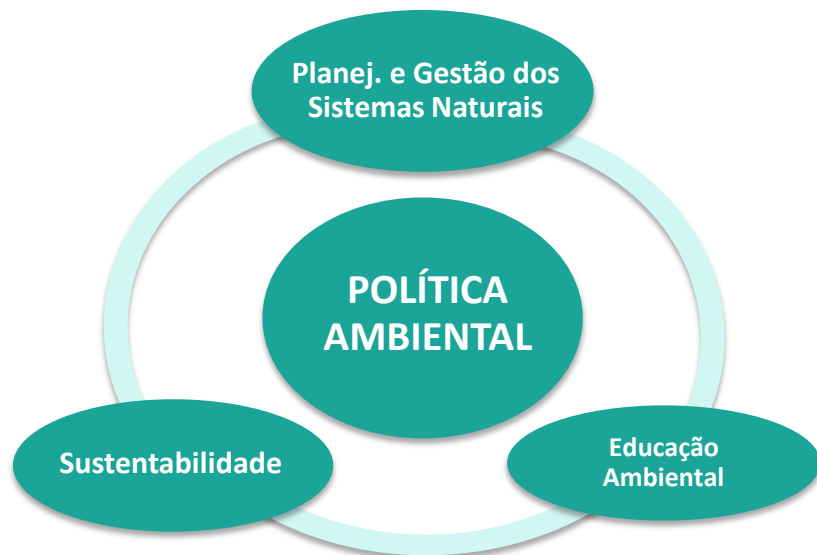 Planej. e Gestão dos
Sistemas Naturais
POLÍTICA
AMBIENTAL
Sustentabilidade
Educação
Ambiental